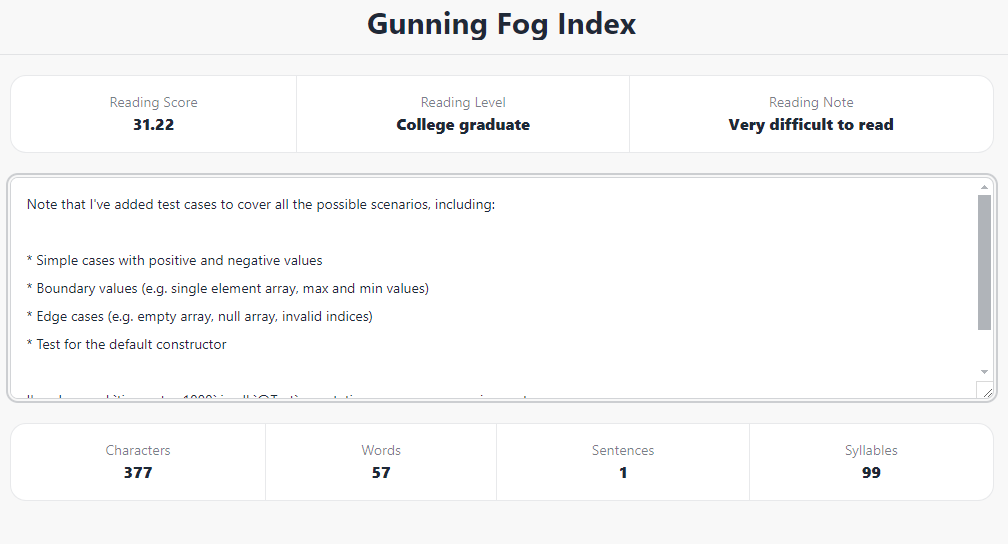 Gunning Fog Index
Reading Score
31.22
Reading Level
College graduate
Reading Note
Very difficult to read
Note that I've added test cases to cover all the possible scenarios, including:
* Simple cases with positive and negative values
* Boundary values (e.g. single element array, max and min values)
* Edge cases (e.g. empty array, null array, invalid indices)
* Test for the default constructor
Characters
377
Words
57
Sentences
1
Syllables
99